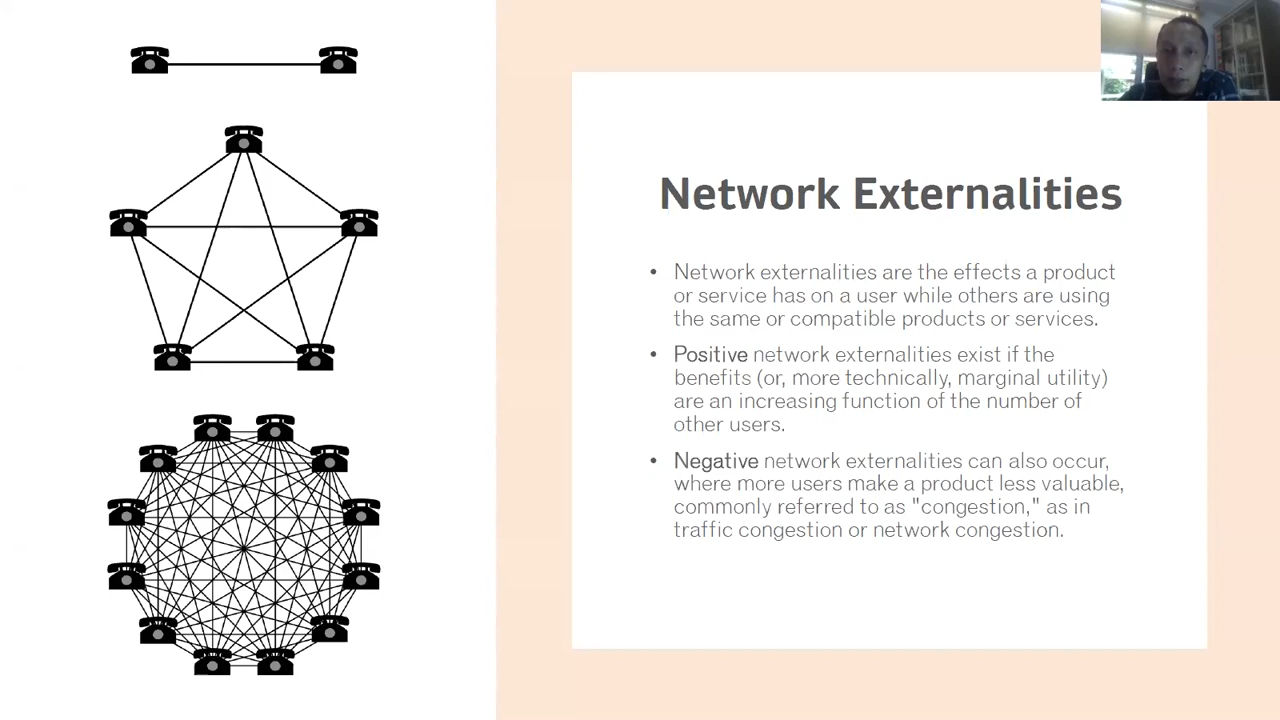 Network Externalities
• Network externalities are the effects a product
or service has on a user while others are using
the same or compatible products or services.
• Positive network externalities exist if the
benefits (or, more technically, marginal utility)
are an increasing function of the number of
other users.
• Negative network externalities can also occur,
where more users make a product less valuable,
commonly referred to as "congestion," as in
traffic congestion or network congestion.